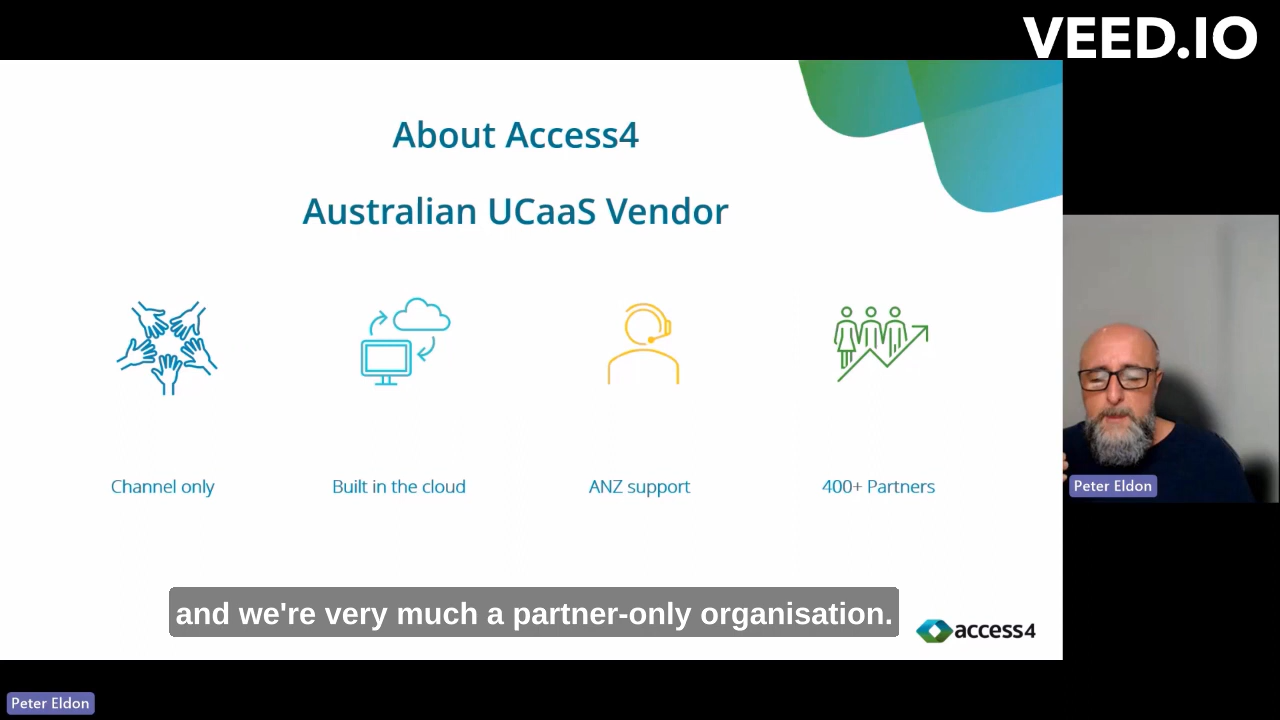 VEED.IO
About Access4
Australian UCaaS Vendor
Channel only
Built in the cloud
ANZ support
400+ Partners
Peter Eldon
and we're very much a partner-only organisation.
access4
Peter Eldon